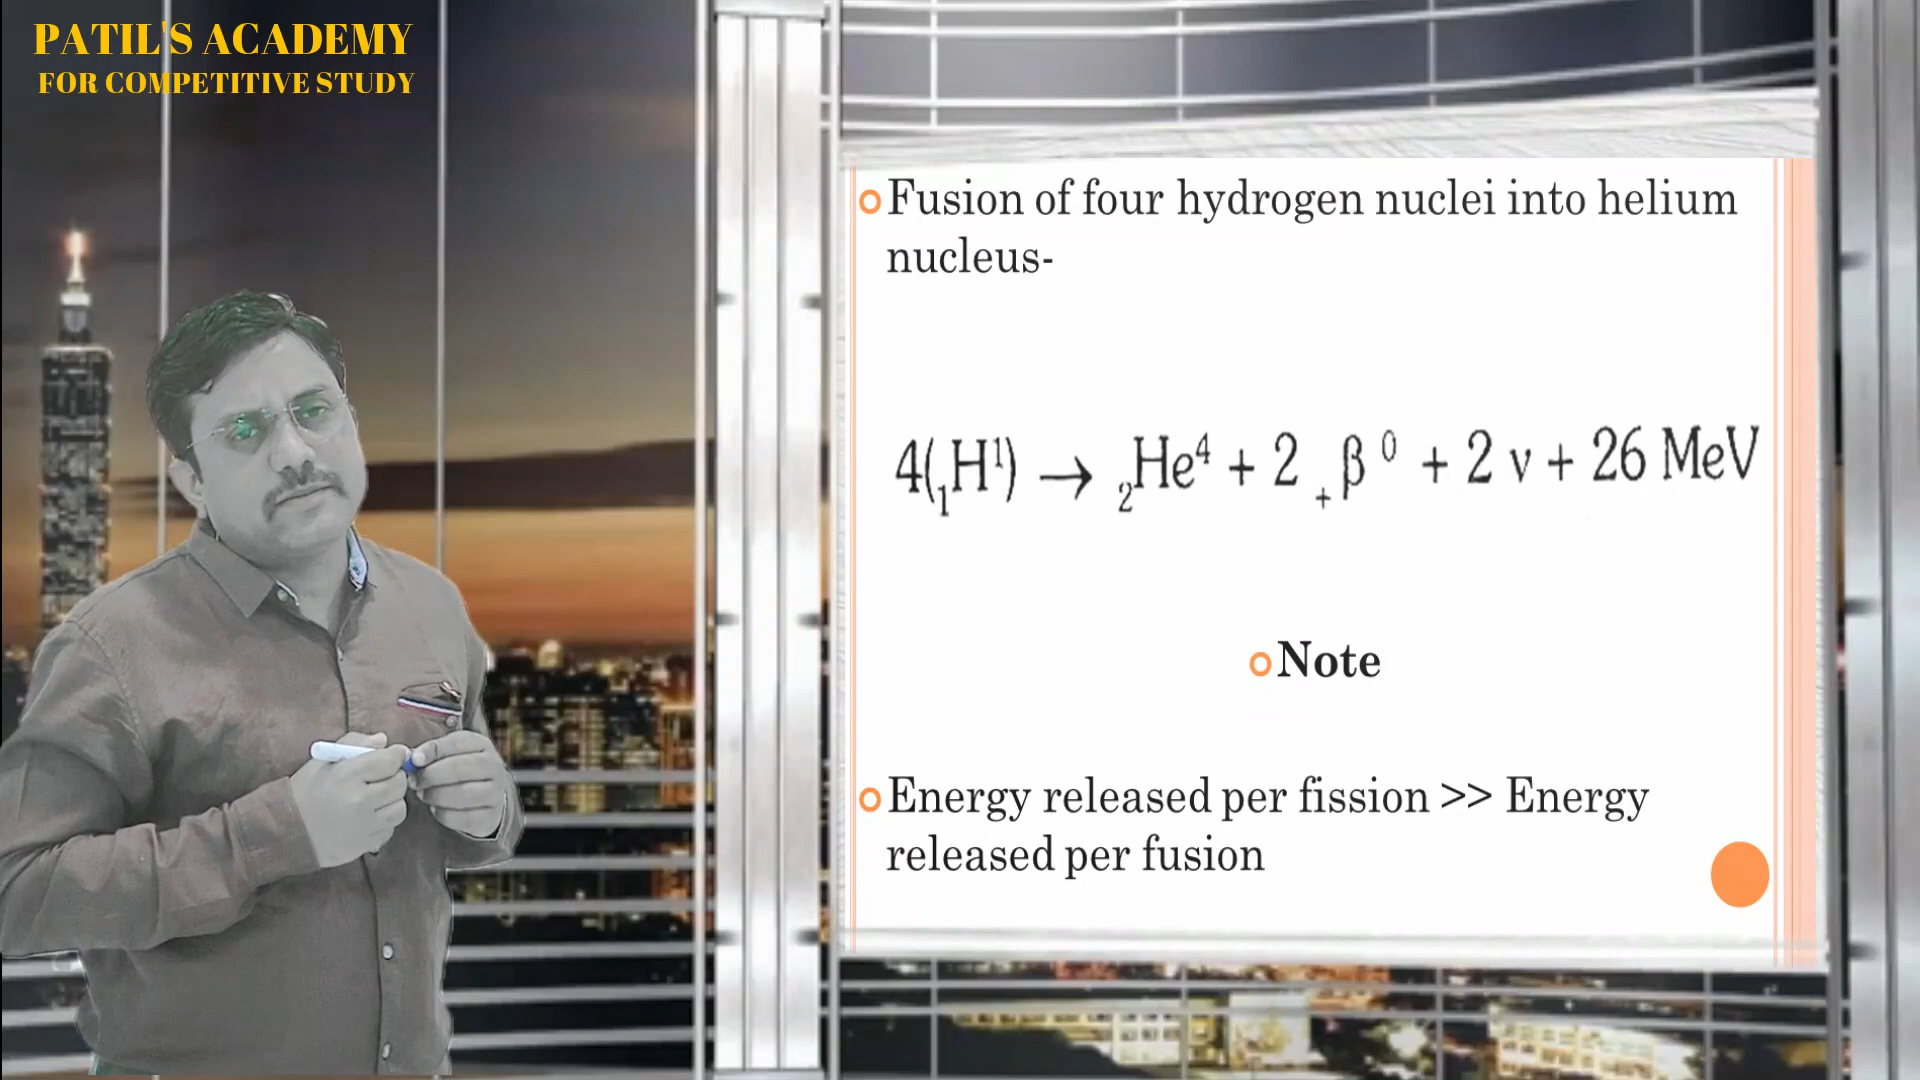 PATIL'S ACADEMY
FOR COMPETITIVE STUDY
Fusion of four hydrogen nuclei into helium
nucleus-
4(₁H¹) → ₂He⁴ + 2 ₊β⁰ + 2 ν + 26 MeV
Note
Energy released per fission >> Energy
released per fusion